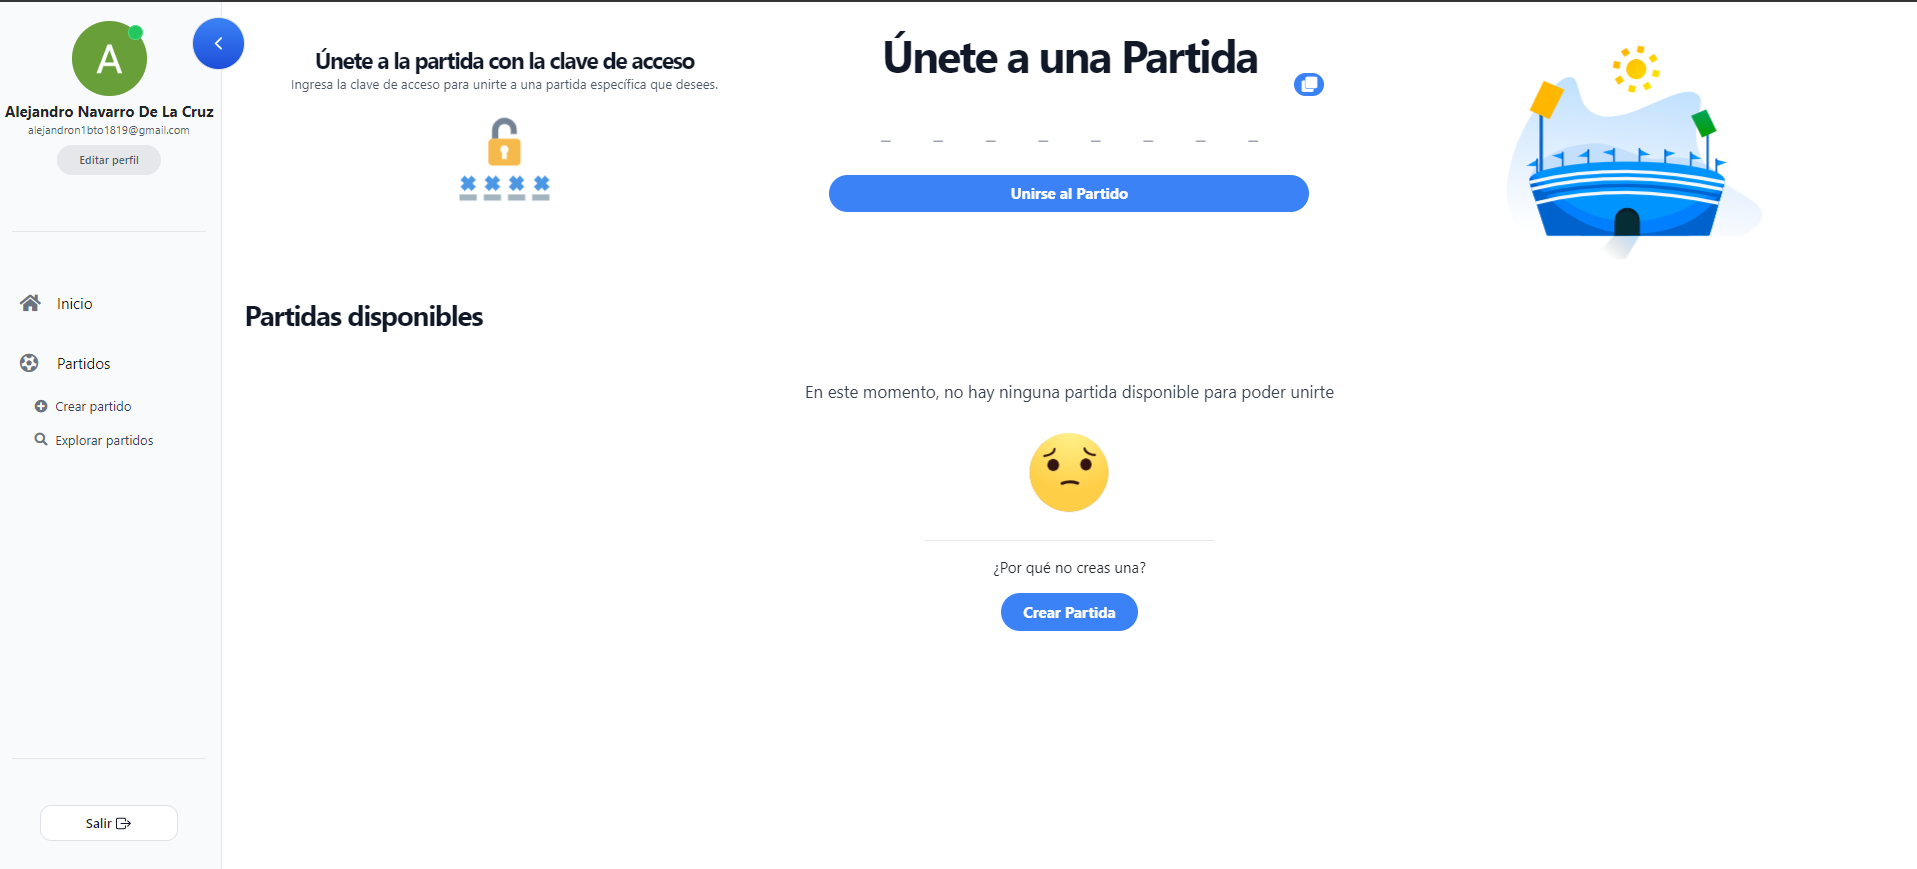 A
Alejandro Navarro De La Cruz
alejandron1bto1819@gmail.com
Editar perfil
Inicio
Partidos
Crear partido
Explorar partidos
Salir
Únete a la partida con la clave de acceso
Ingresa la clave de acceso para unirte a una partida específica que desees.
Únete a una Partida
_ _ _ _ _ _ _ _
Unirse al Partido
Partidas disponibles
En este momento, no hay ninguna partida disponible para poder unirte
¿Por qué no creas una?
Crear Partida